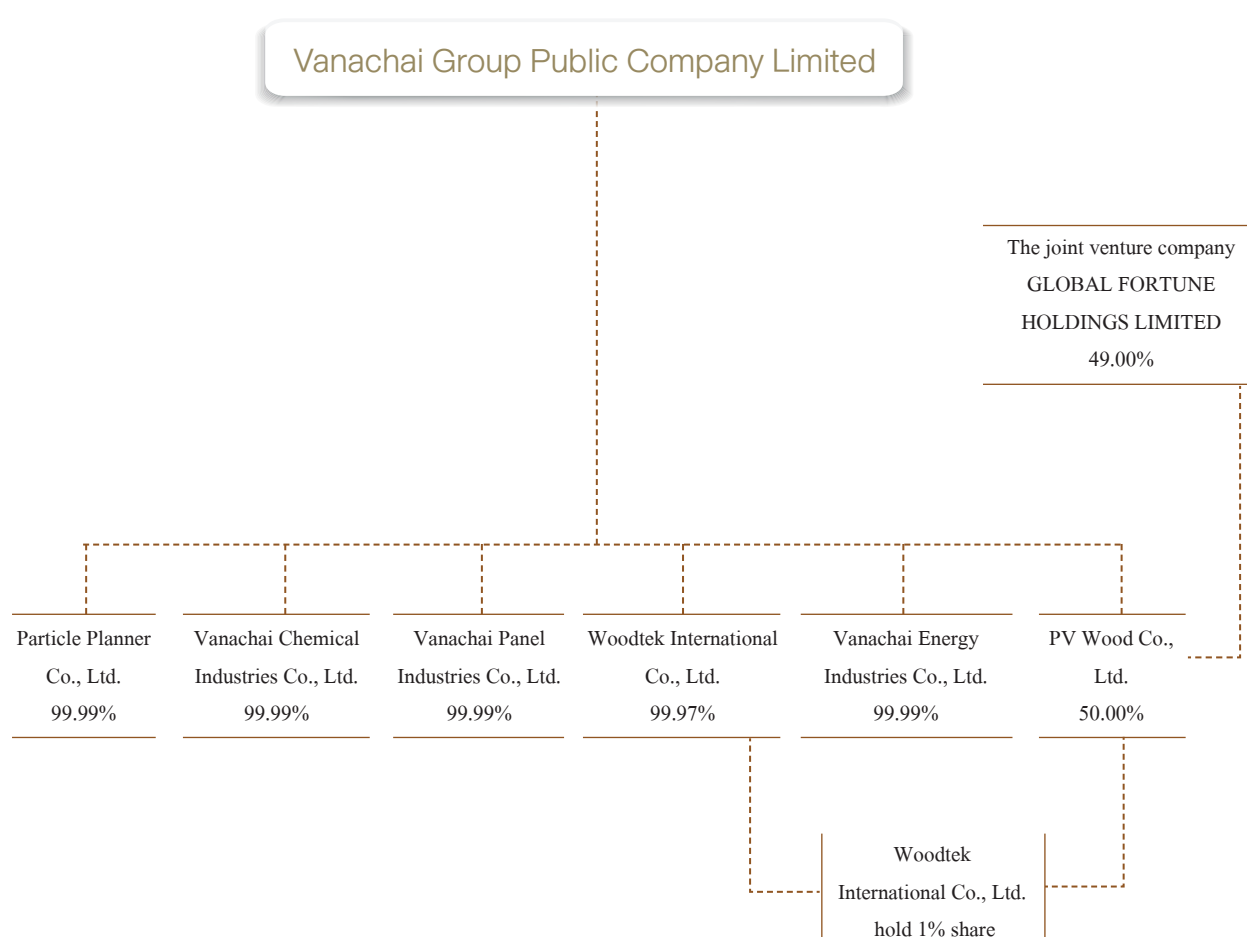 Vanachai Group Public Company Limited
The joint venture company
GLOBAL FORTUNE
HOLDINGS LIMITED
49.00%
Particle Planner
Co., Ltd.
99.99%
Vanachai Chemical
Industries Co., Ltd.
99.99%
Vanachai Panel
Industries Co., Ltd.
99.99%
Woodtek International
Co., Ltd.
99.97%
Vanachai Energy
Industries Co., Ltd.
99.99%
PV Wood Co.,
Ltd.
50.00%
Woodtek
International Co., Ltd.
hold 1% share